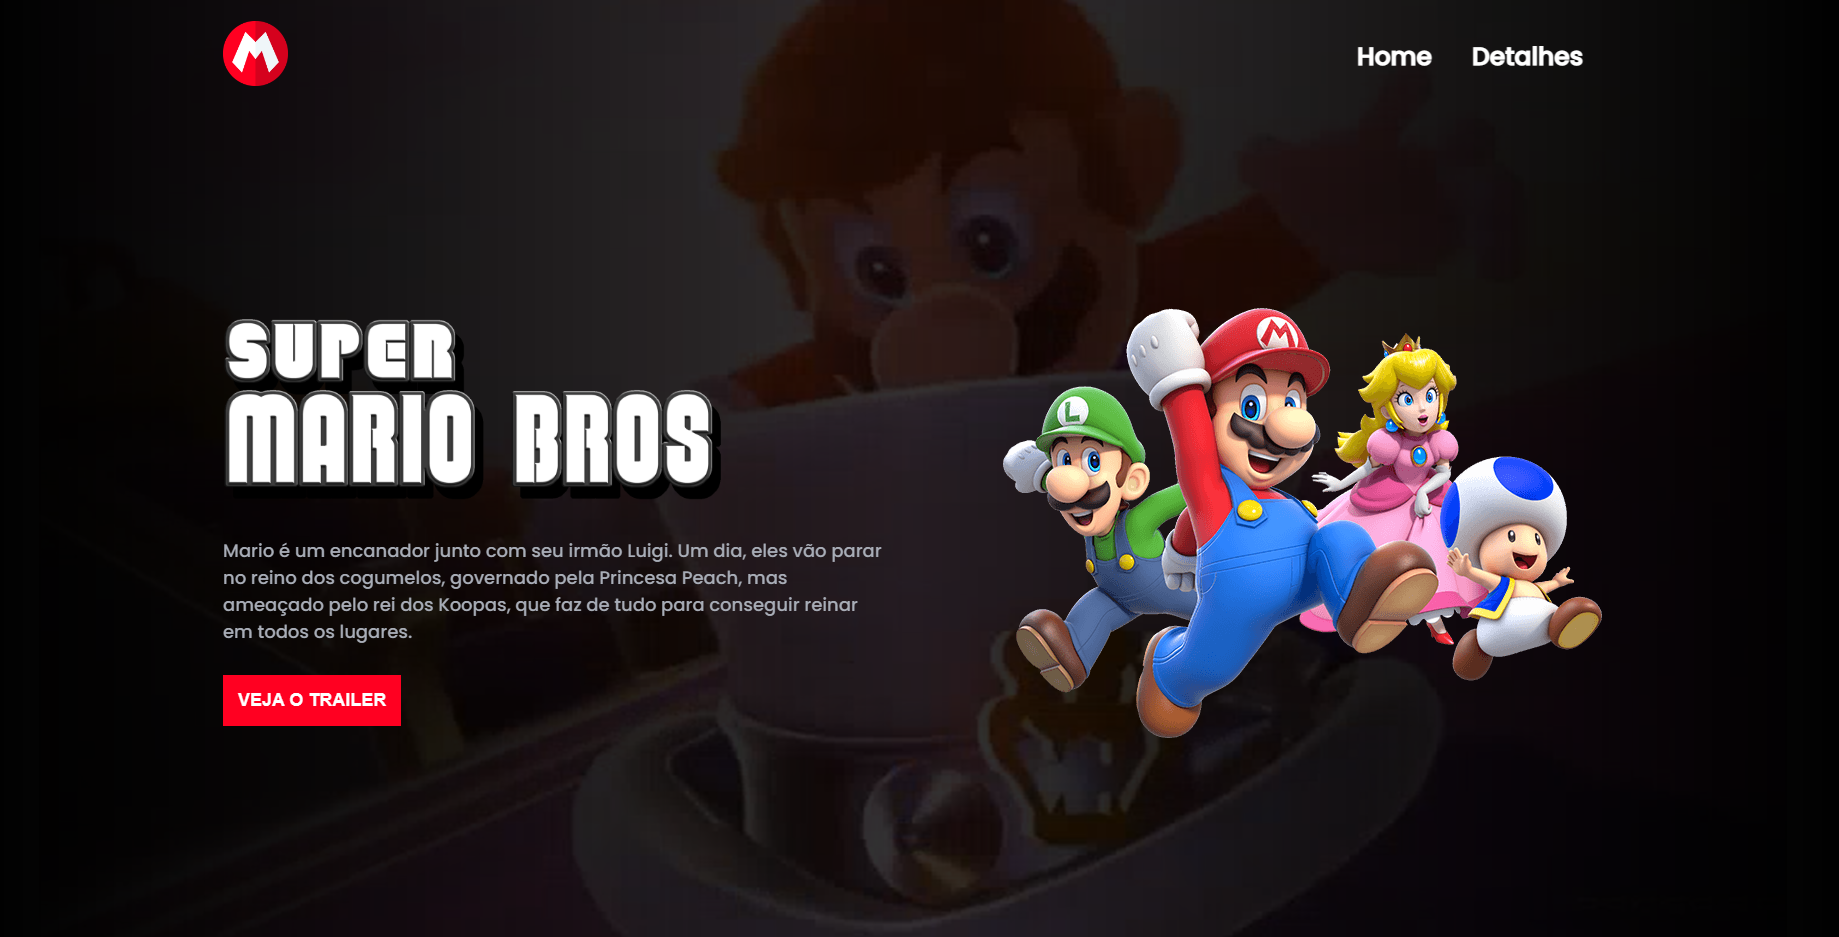 M
Home Detalhes
SUPER
MARIO BROS
M
L
Mario é um encanador junto com seu irmão Luigi. Um dia, eles vão parar
no reino dos cogumelos, governado pela Princesa Peach, mas
ameaçado pelo rei dos Koopas, que faz de tudo para conseguir reinar
em todos os lugares.
VEJA O TRAILER